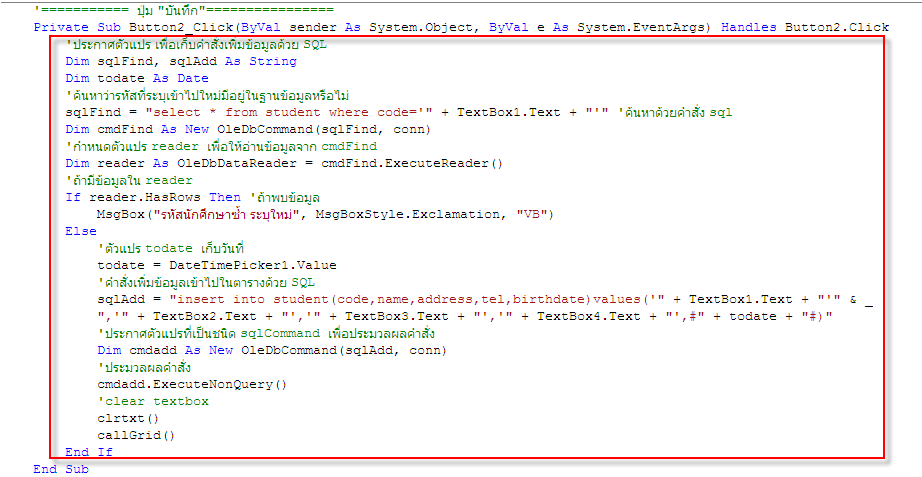 '=========== ปุ่ม "บันทึก"================
Private Sub Button2_Click(ByVal sender As System.Object, ByVal e As System.EventArgs) Handles Button2.Click
'ประกาศตัวแปร เพื่อเก็บคำสั่งเพิ่มข้อมูลด้วย SQL
Dim sqlFind, sqlAdd As String
Dim todate As Date
'ค้นหาว่ารหัสที่ระบุเข้าไปใหม่มีอยู่ในฐานข้อมูลหรือไม่
sqlFind = "select * from student where code='" + TextBox1.Text + "'" 'ค้นหาด้วยคำสั่ง sql
Dim cmdFind As New OleDbCommand(sqlFind, conn)
'กำหนดตัวแปร reader เพื่อให้อ่านข้อมูลจาก cmdFind
Dim reader As OleDbDataReader = cmdFind.ExecuteReader()
'ถ้ามีข้อมูลใน reader
If reader.HasRows Then 'ถ้าพบข้อมูล
MsgBox("รหัสนักศึกษาซ้ำ ระบุใหม่", MsgBoxStyle.Exclamation, "VB")
Else
'ตัวแปร todate เก็บวันที่
todate = DateTimePicker1.Value
'คำสั่งเพิ่มข้อมูลเข้าไปในตารางด้วย SQL
sqlAdd = "insert into student(code,name,address,tel,birthdate)values('" + TextBox1.Text + "'" & _
",'" + TextBox2.Text + "','" + TextBox3.Text + "','" + TextBox4.Text + "',#" + todate + "#)"
'ประกาศตัวแปรที่เป็นชนิด sqlCommand เพื่อประมวลผลคำสั่ง
Dim cmdadd As New OleDbCommand(sqlAdd, conn)
'ประมวลผลคำสั่ง
cmdadd.ExecuteNonQuery()
'clear textbox
clrtxt()
callGrid()
End If
End Sub